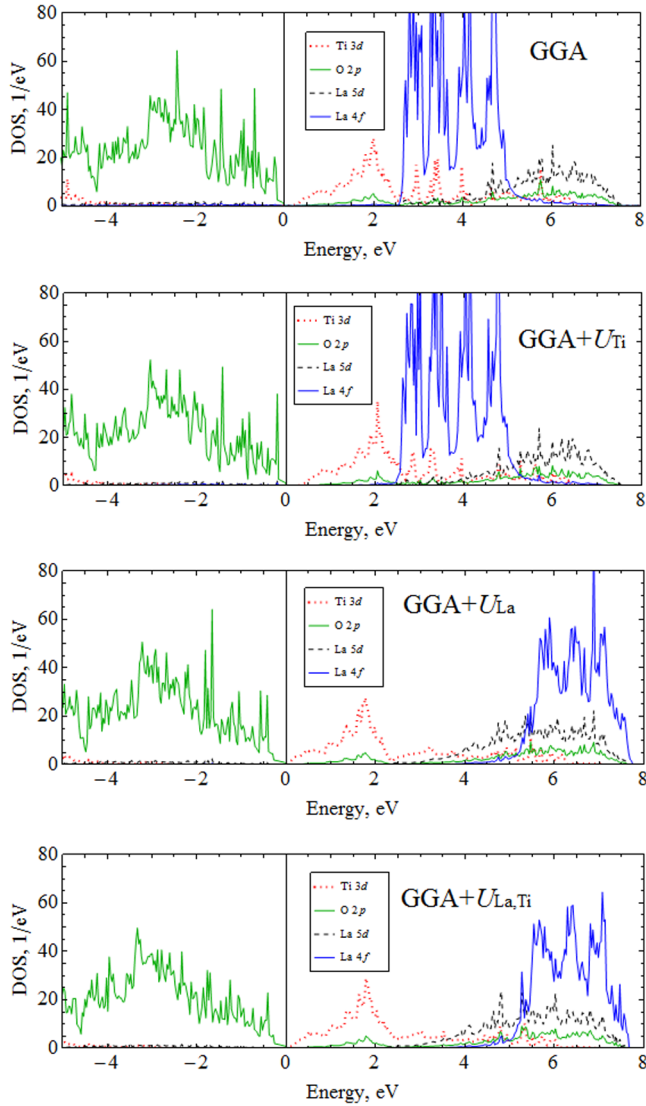 80
60
40
20
0
DOS, 1/eV
Ti 3d
O 2p
La 5d
La 4f
GGA
−4 −2 0 2 4 6 8
Energy, eV
80
60
40
20
0
DOS, 1/eV
Ti 3d
O 2p
La 5d
La 4f
GGA+UTi
−4 −2 0 2 4 6 8
Energy, eV
80
60
40
20
0
DOS, 1/eV
Ti 3d
O 2p
La 5d
La 4f
GGA+ULa
−4 −2 0 2 4 6 8
Energy, eV
80
60
40
20
0
DOS, 1/eV
Ti 3d
O 2p
La 5d
La 4f
GGA+ULa,Ti
−4 −2 0 2 4 6 8
Energy, eV